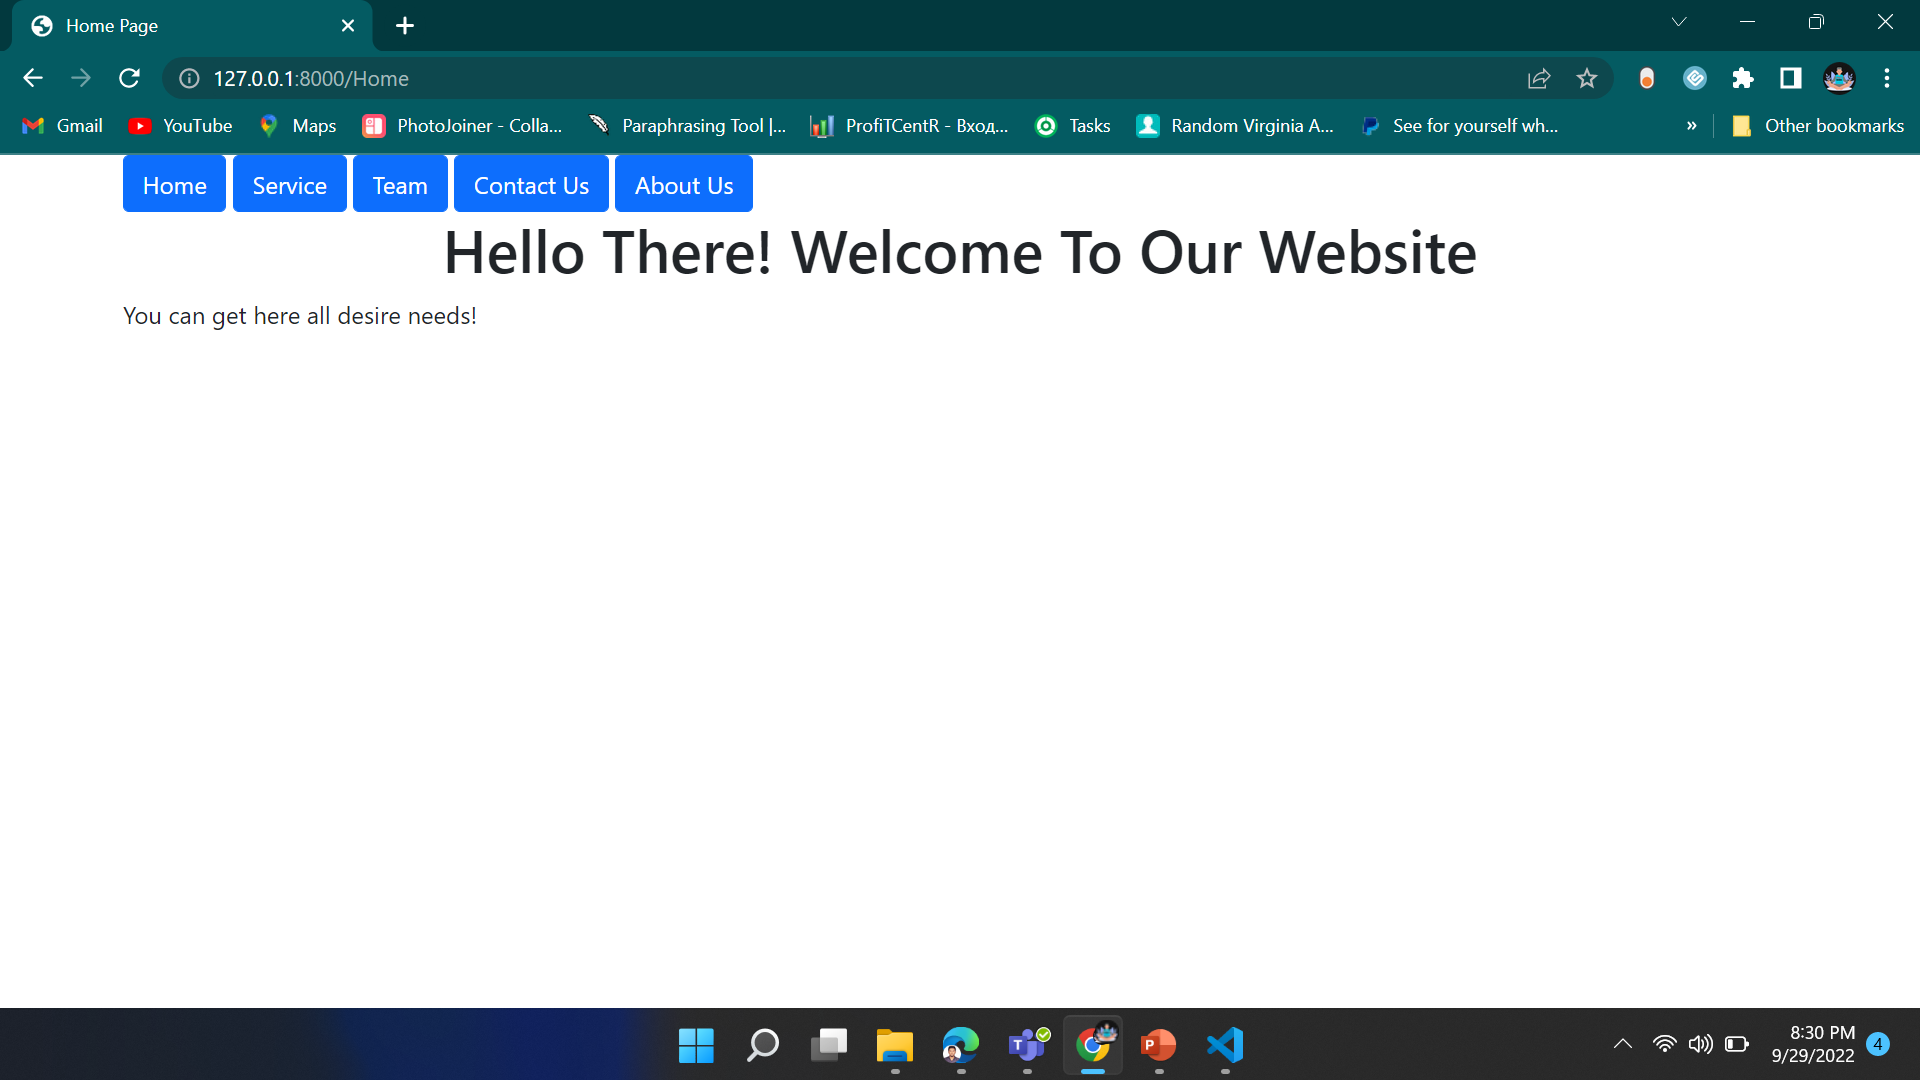 Home Page
127.0.0.1:8000/Home
Gmail YouTube Maps PhotoJoiner - Colla... Paraphrasing Tool |... ProfiTCentR - Вход... Tasks Random Virginia A... See for yourself wh... » Other bookmarks
Home Service Team Contact Us About Us
Hello There! Welcome To Our Website
You can get here all desire needs!
8:30 PM
9/29/2022 4